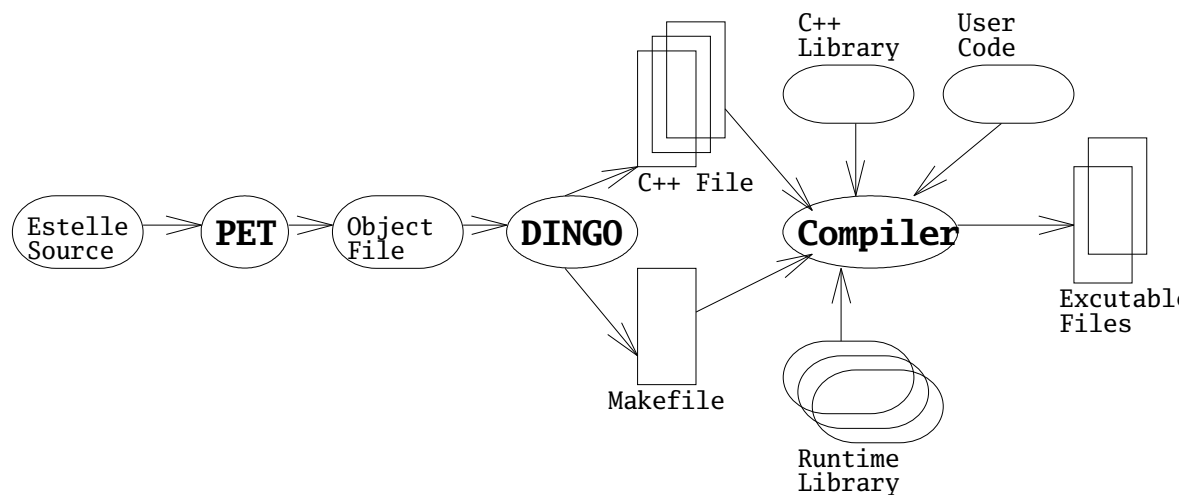 C++
Library
User
Code
C++ File
Estelle
Source
PET
Object
File
DINGO
Compiler
Excutable
Files
Makefile
Runtime
Library